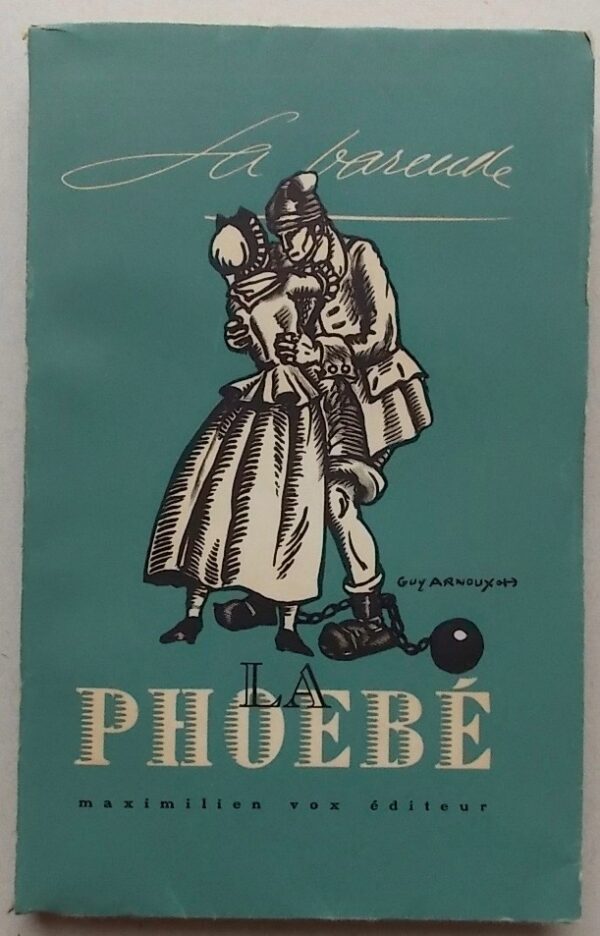 La Varende
GUY ARNOUX
LA
PHOEBÉ
maximilien vox éditeur